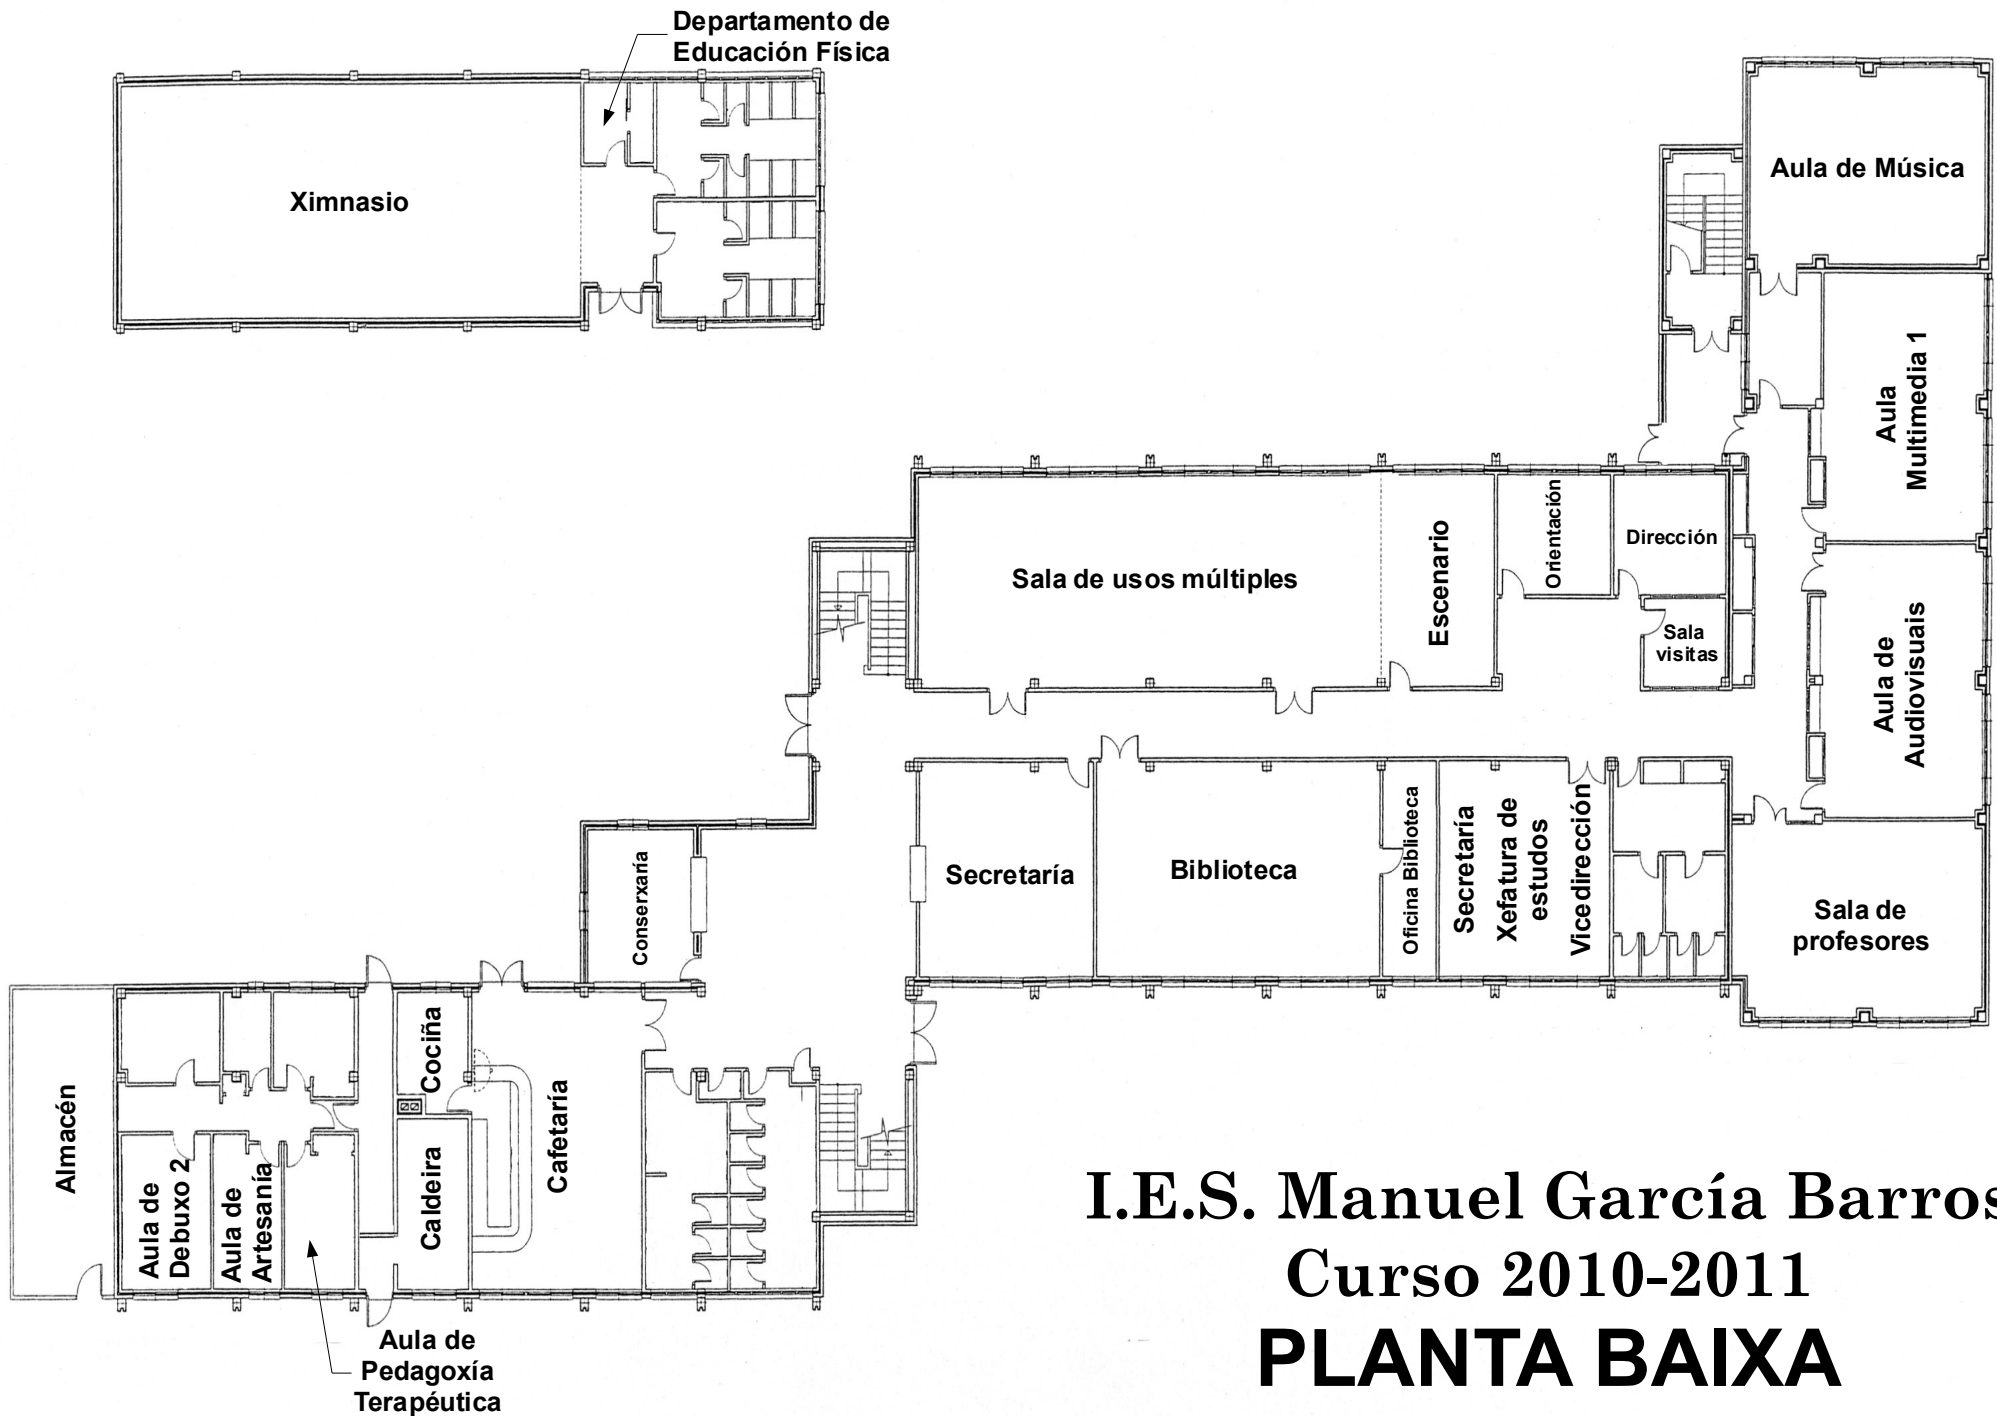 Departamento de
Educación Física
Ximnasio
Aula de Música
Aula
Multimedia 1
Sala de usos múltiples
Escenario
Orientación
Dirección
Sala
visitas
Aula de
Audiovisuais
Conserxaría
Secretaría
Biblioteca
Oficina Biblioteca
Secretaría
Xefatura de
estudos
Vicedirección
Sala de
profesores
Almacén
Aula de
Debuxo 2
Aula de
Artesanía
Cociña
Caldeira
Cafetaría
Aula de
Pedagoxía
Terapéutica
I.E.S. Manuel García Barros
Curso 2010-2011
PLANTA BAIXA